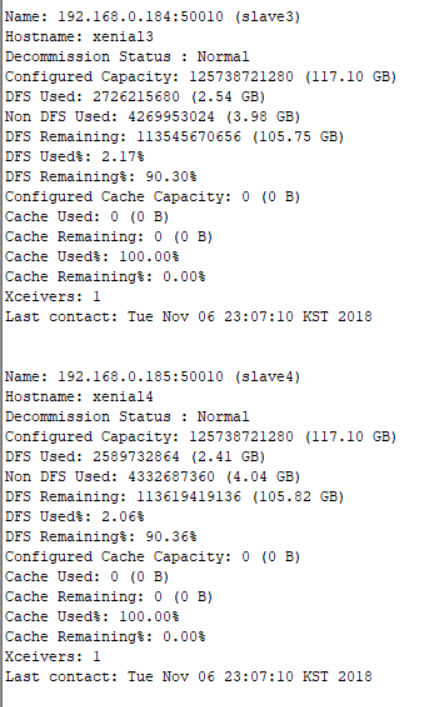 Name: 192.168.0.184:50010 (slave3)
Hostname: xenial3
Decommission Status : Normal
Configured Capacity: 125738721280 (117.10 GB)
DFS Used: 2726215680 (2.54 GB)
Non DFS Used: 4269953024 (3.98 GB)
DFS Remaining: 113545670656 (105.75 GB)
DFS Used%: 2.17%
DFS Remaining%: 90.30%
Configured Cache Capacity: 0 (0 B)
Cache Used: 0 (0 B)
Cache Remaining: 0 (0 B)
Cache Used%: 100.00%
Cache Remaining%: 0.00%
Xceivers: 1
Last contact: Tue Nov 06 23:07:10 KST 2018
Name: 192.168.0.185:50010 (slave4)
Hostname: xenial4
Decommission Status : Normal
Configured Capacity: 125738721280 (117.10 GB)
DFS Used: 2589732864 (2.41 GB)
Non DFS Used: 4332687360 (4.04 GB)
DFS Remaining: 113619419136 (105.82 GB)
DFS Used%: 2.06%
DFS Remaining%: 90.36%
Configured Cache Capacity: 0 (0 B)
Cache Used: 0 (0 B)
Cache Remaining: 0 (0 B)
Cache Used%: 100.00%
Cache Remaining%: 0.00%
Xceivers: 1
Last contact: Tue Nov 06 23:07:10 KST 2018